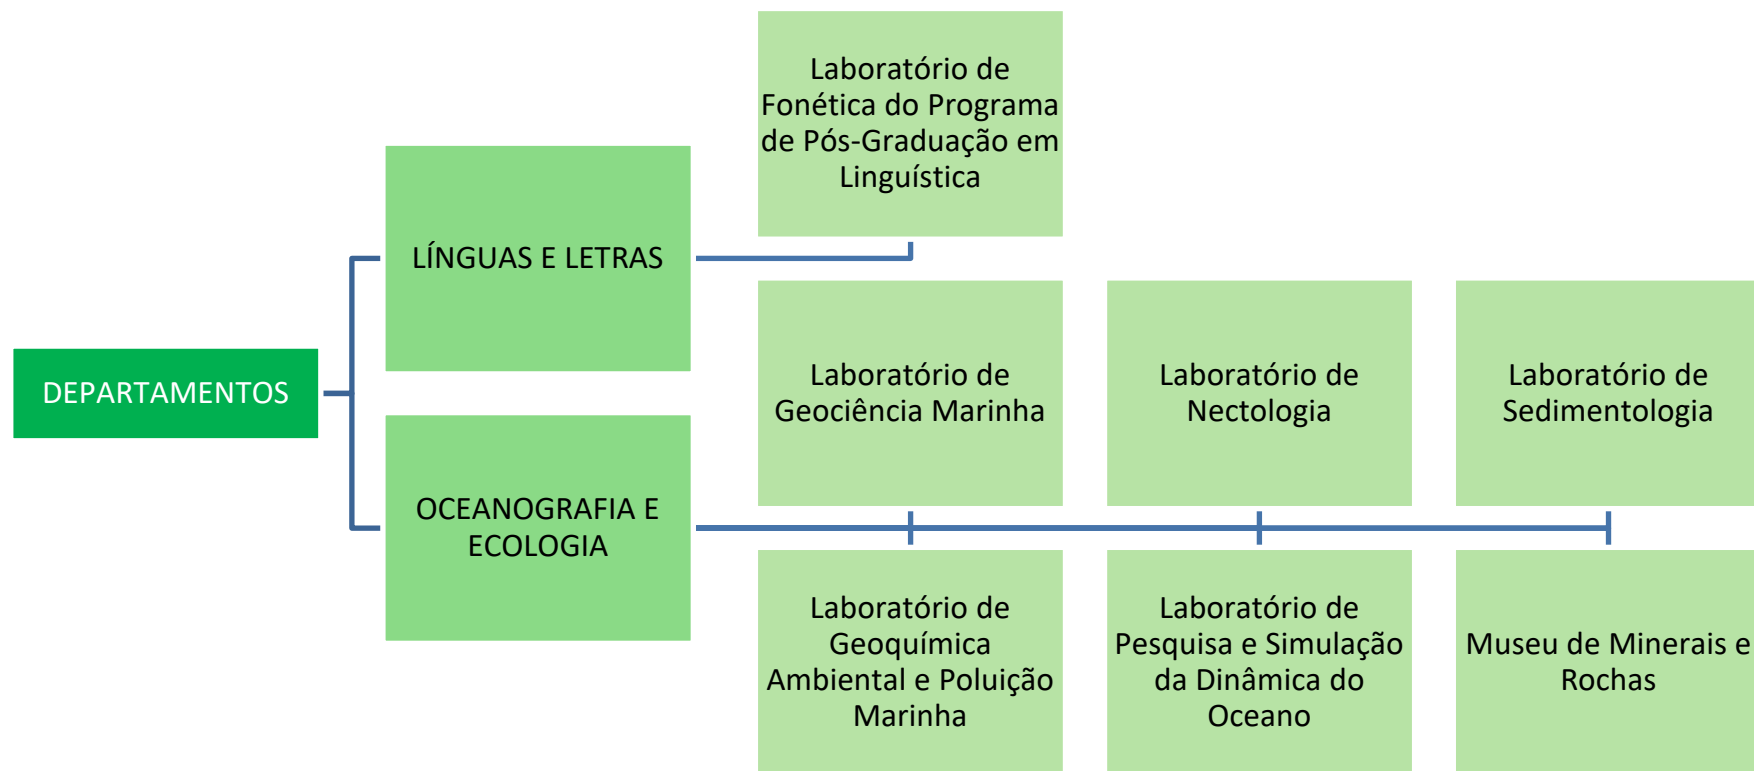 DEPARTAMENTOS
LÍNGUAS E LETRAS
Laboratório de
Fonética do Programa
de Pós-Graduação em
Linguística
OCEANOGRAFIA E
ECOLOGIA
Laboratório de
Geociência Marinha
Laboratório de
Geoquímica
Ambiental e Poluição
Marinha
Laboratório de
Nectologia
Laboratório de
Pesquisa e Simulação
da Dinâmica do
Oceano
Laboratório de
Sedimentologia
Museu de Minerais e
Rochas